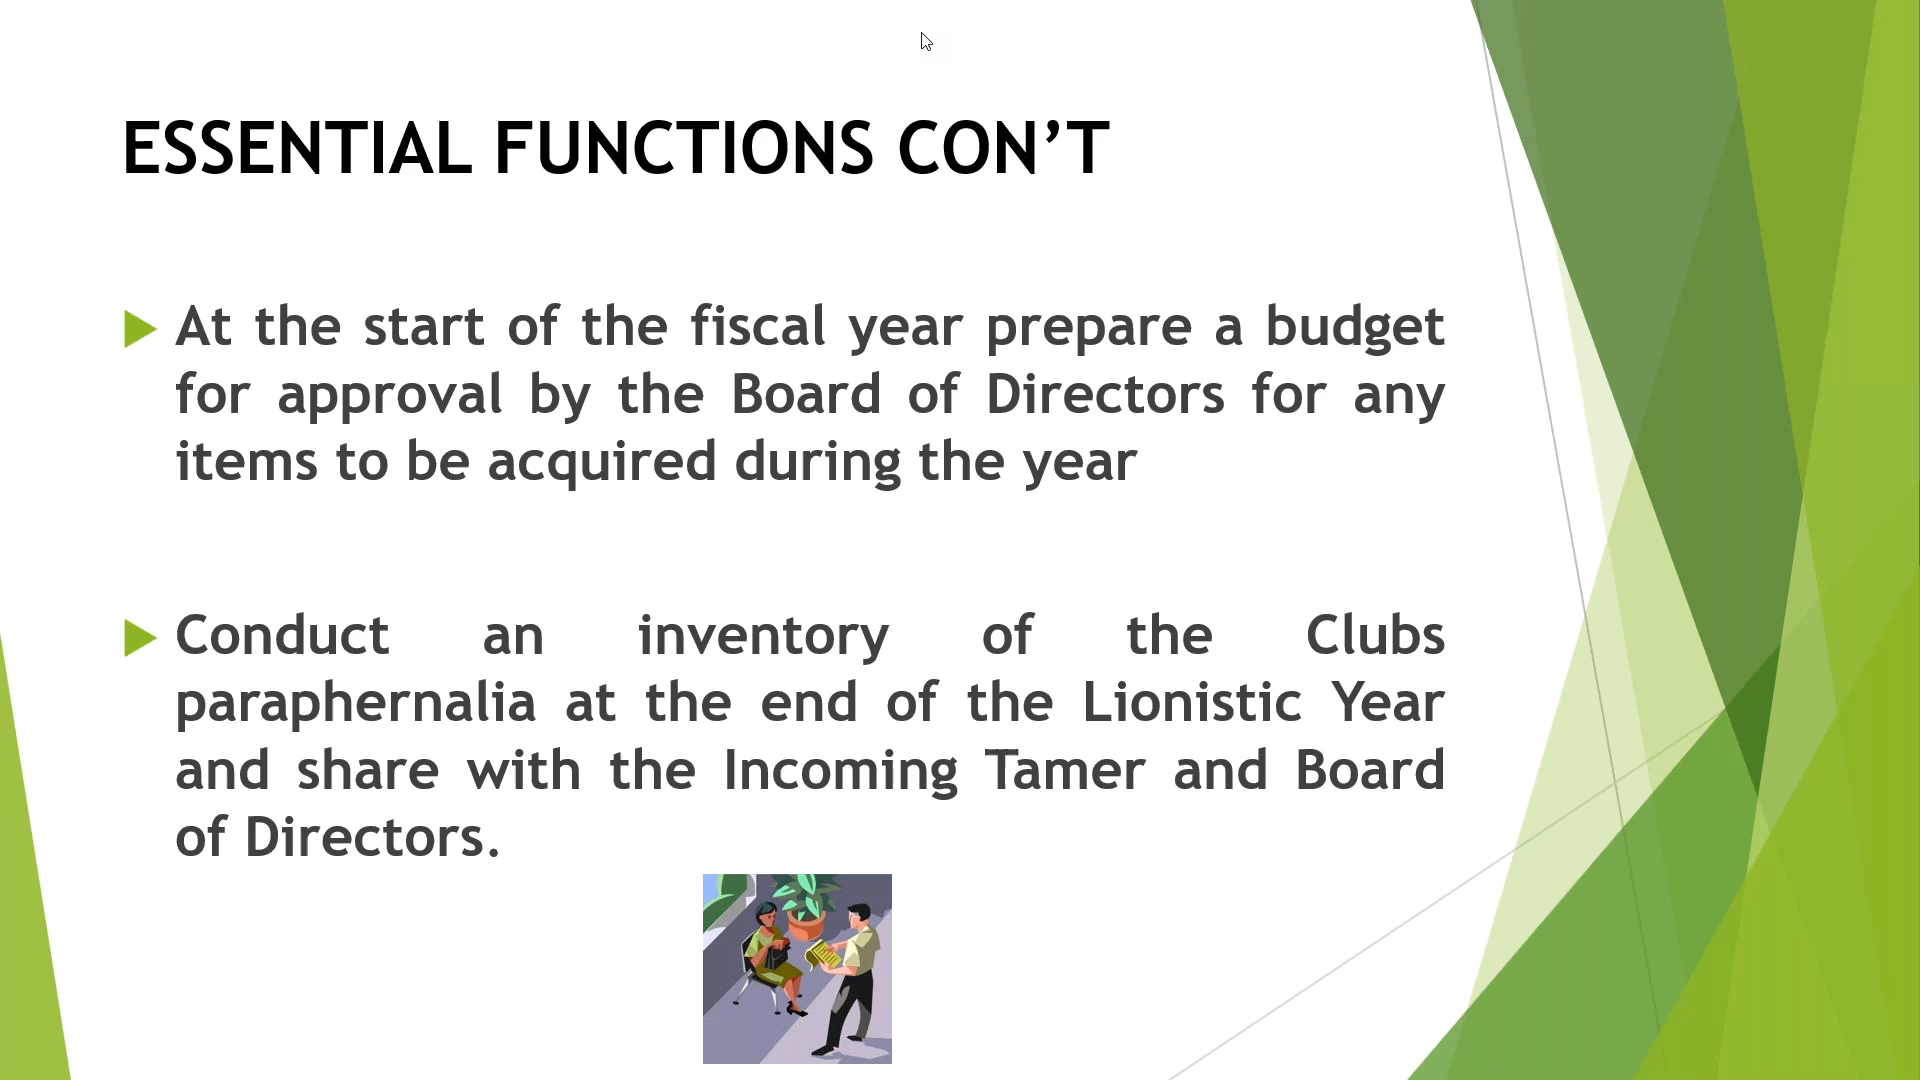 ESSENTIAL FUNCTIONS CON’T
At the start of the fiscal year prepare a budget
for approval by the Board of Directors for any
items to be acquired during the year
Conduct an inventory of the Clubs
paraphernalia at the end of the Lionistic Year
and share with the Incoming Tamer and Board
of Directors.